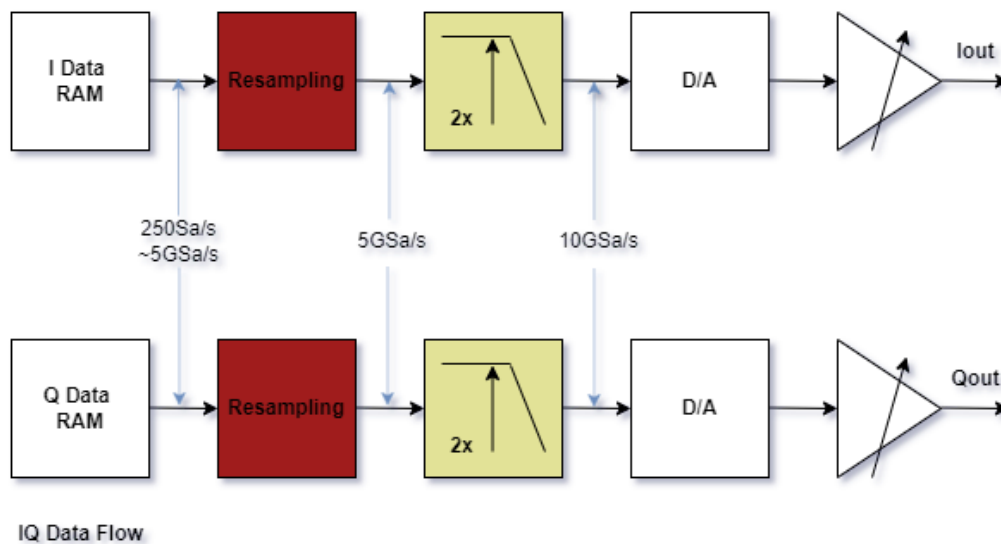 I Data
RAM
Resampling
2x
D/A
Iout
250Sa/s
~5GSa/s
5GSa/s
10GSa/s
Q Data
RAM
Resampling
2x
D/A
Qout
IQ Data Flow